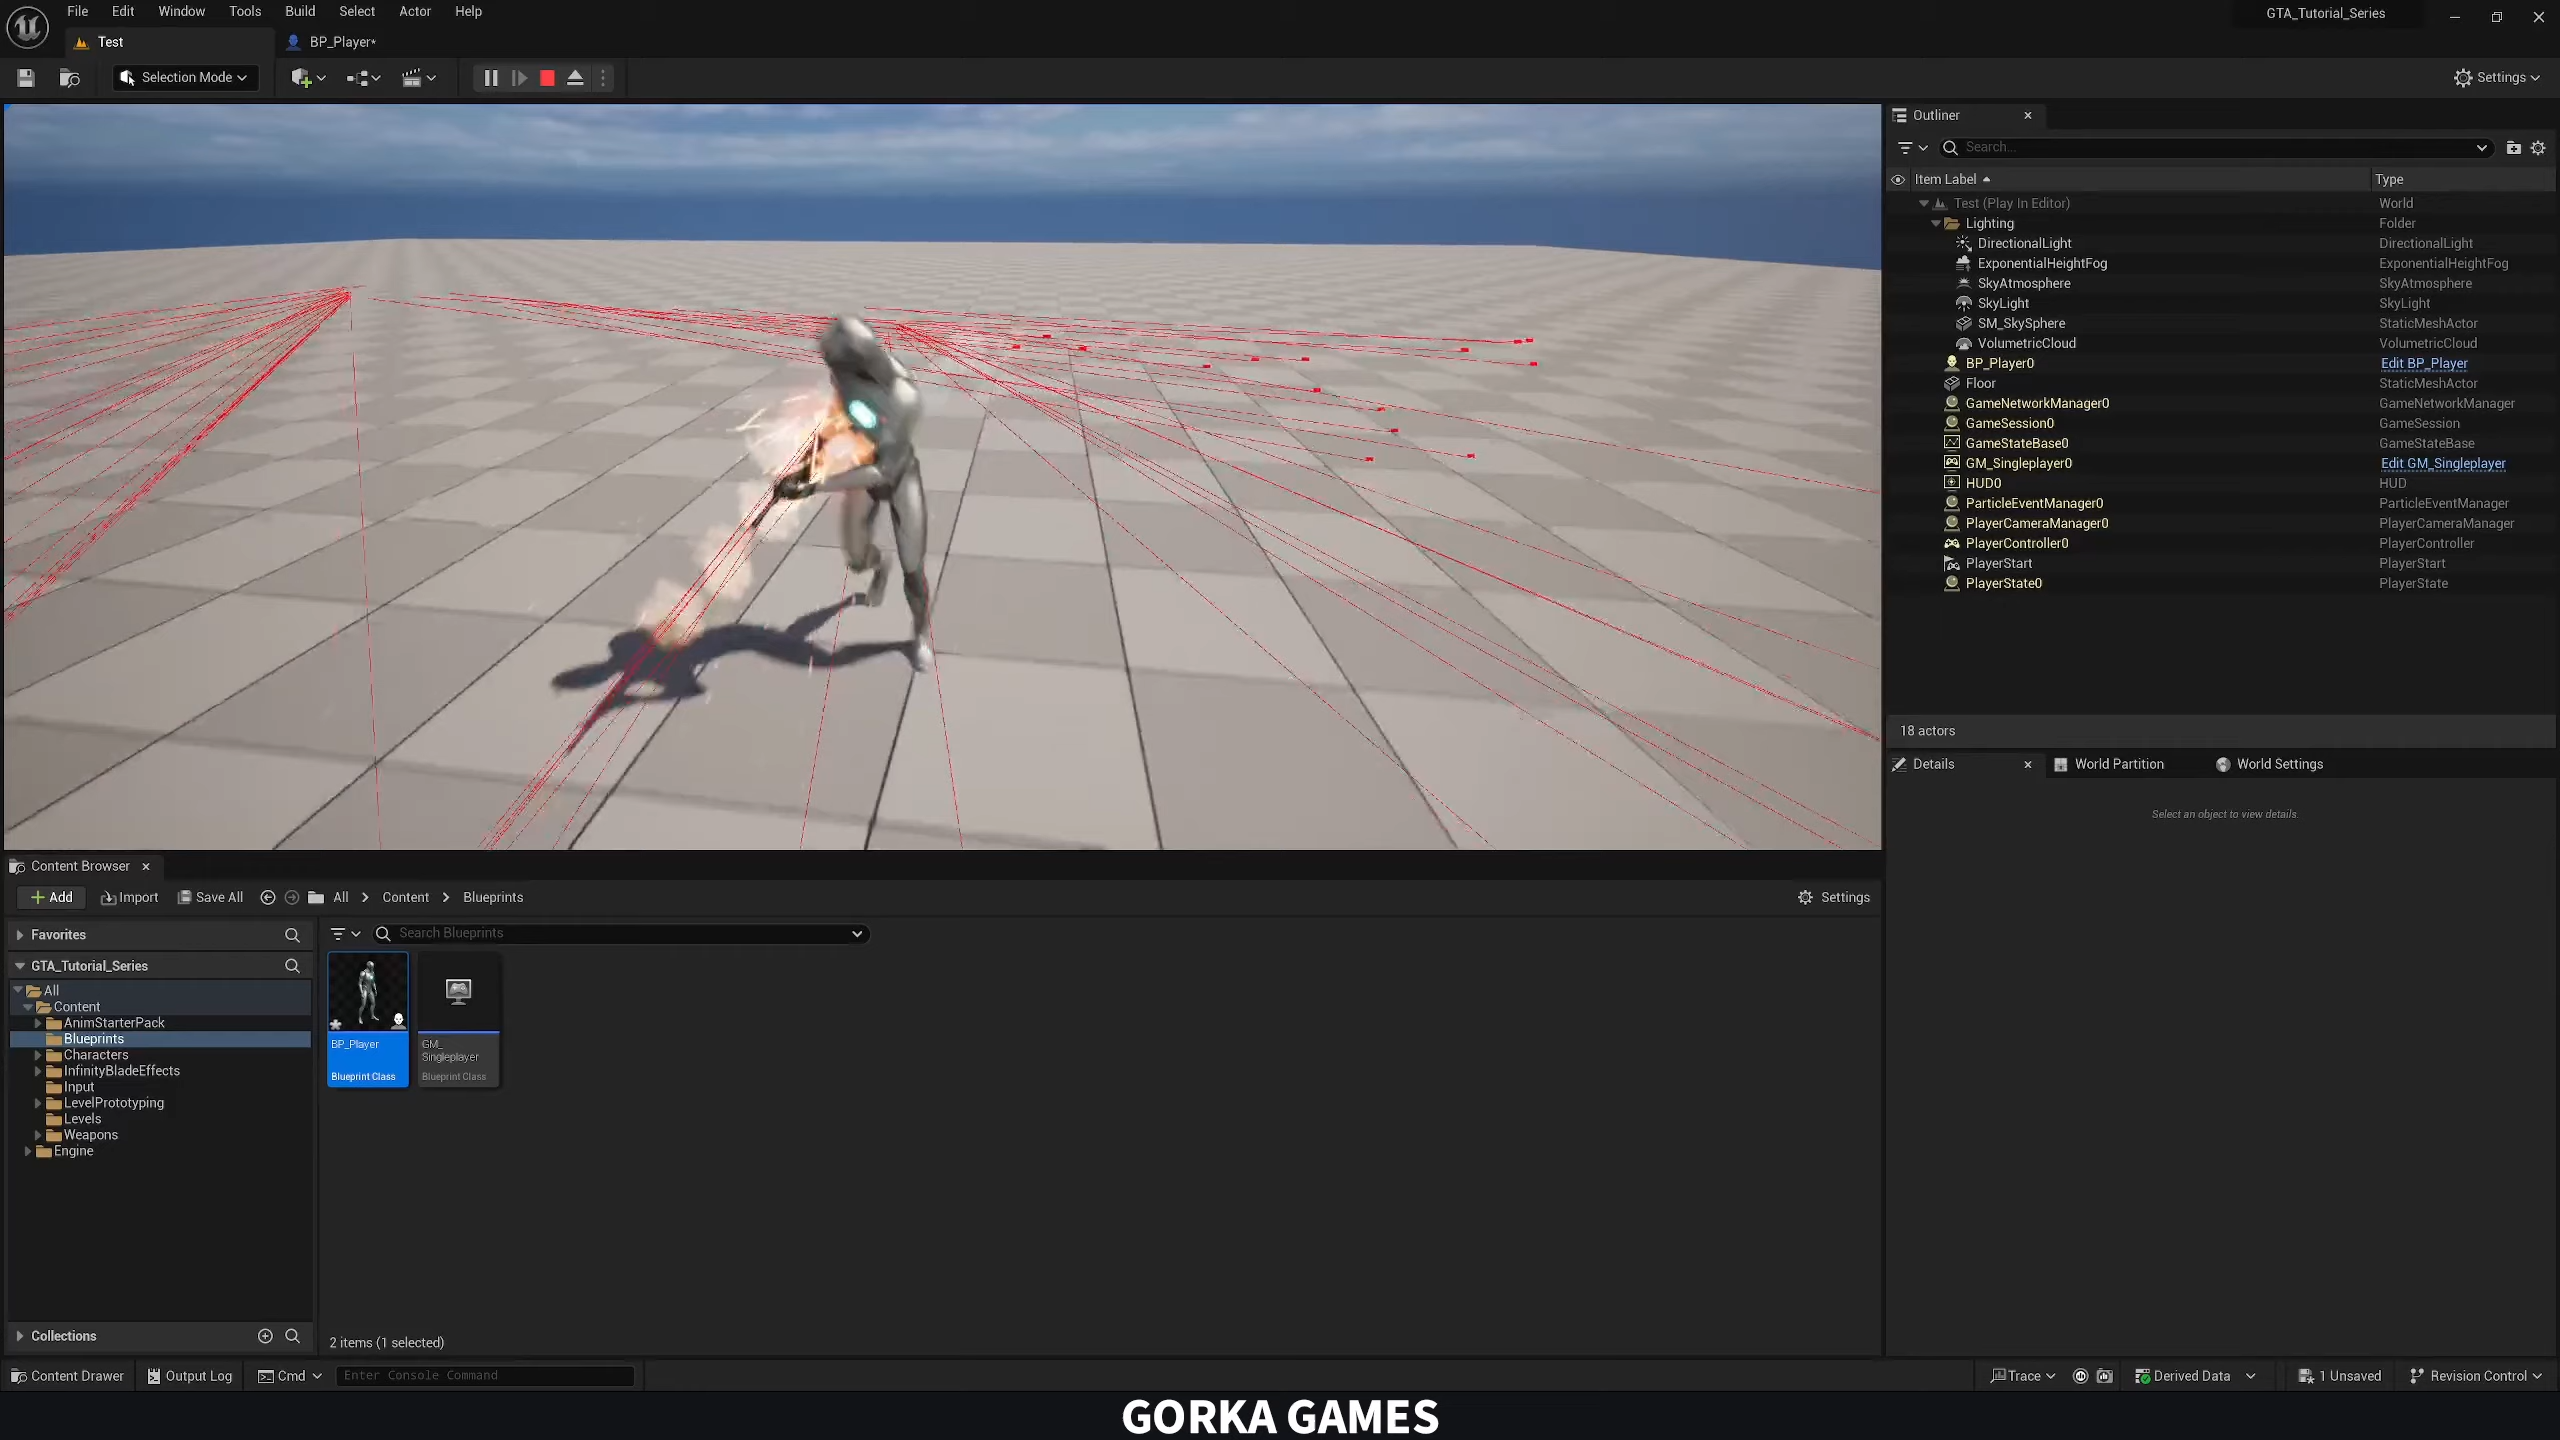 File Edit Window Tools Build Select Actor Help
GTA_Tutorial_Series
Test
BP_Player*
Selection Mode
Settings
Outliner
Search...
Item Label
Type
Test (Play In Editor)
World
Lighting
Folder
DirectionalLight
DirectionalLight
ExponentialHeightFog
ExponentialHeightFog
SkyAtmosphere
SkyAtmosphere
SkyLight
SkyLight
SM_SkySphere
StaticMeshActor
VolumetricCloud
VolumetricCloud
BP_Player0
Edit BP_Player
Floor
StaticMeshActor
GameNetworkManager0
GameNetworkManager
GameSession0
GameSession
GameStateBase0
GameStateBase
GM_Singleplayer0
Edit GM_Singleplayer
HUD0
HUD
ParticleEventManager0
ParticleEventManager
PlayerCameraManager0
PlayerCameraManager
PlayerController0
PlayerController
PlayerStart
PlayerStart
PlayerState0
PlayerState
18 actors
Details
World Partition
World Settings
Select an object to view details.
Content Browser
Add
Import
Save All
All
Content
Blueprints
Settings
Favorites
Search Blueprints
GTA_Tutorial_Series
All
Content
AnimStarterPack
Blueprints
Characters
InfinityBladeEffects
Input
LevelPrototyping
Levels
Weapons
Engine
BP_Player
Blueprint Class
GM_
Singleplayer
Blueprint Class
Collections
2 items (1 selected)
Content Drawer
Output Log
Cmd
Enter Console Command
Trace
Derived Data
1 Unsaved
Revision Control
GORKA GAMES